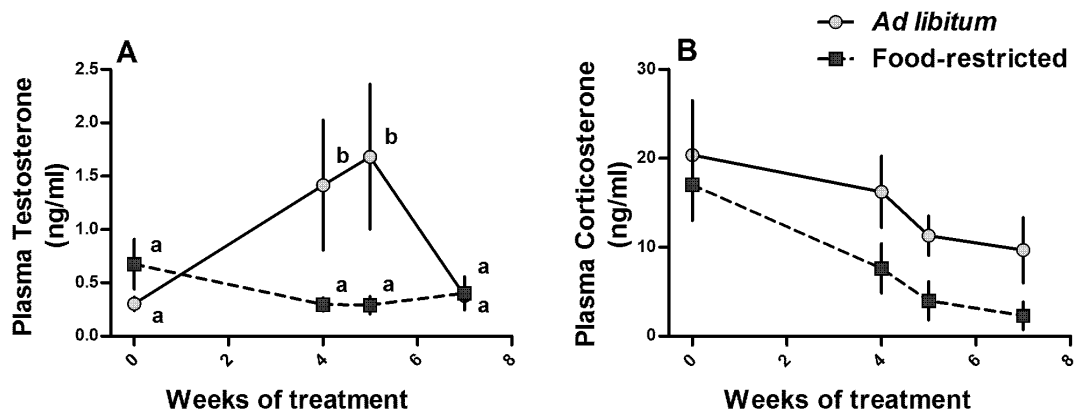 Ad libitum
Food-restricted
A
Plasma Testosterone
(ng/ml)
2.5
2.0
1.5
1.0
0.5
0.0
a
a
b
b
a
a
a
a
0
2
4
6
8
Weeks of treatment
B
Plasma Corticosterone
(ng/ml)
30
20
10
0
0
2
4
6
8
Weeks of treatment